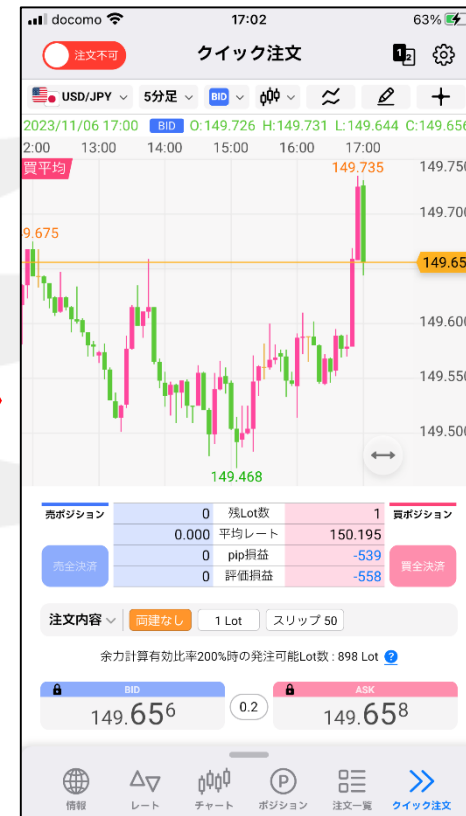 docomo 17:02 63%
注文不可 クイック注文
USD/JPY 5分足 BID
2023/11/06 17:00 BID O:149.726 H:149.731 L:149.644 C:149.656
2:00 13:00 14:00 15:00 16:00 17:00
買平均 149.735 149.750
149.700
9.675
149.65
149.600
149.550
149.500
149.468
売ポジション 0 残Lot数 1 買ポジション
0.000 平均レート 150.195
売全決済 0 pip損益 -539 買全決済
0 評価損益 -558
注文内容 両建なし 1 Lot スリップ 50
余力計算有効比率200%時の発注可能Lot数 : 898 Lot ?
BID ASK
149.656 0.2 149.658
情報 レート チャート P ポジション 注文一覧 クイック注文